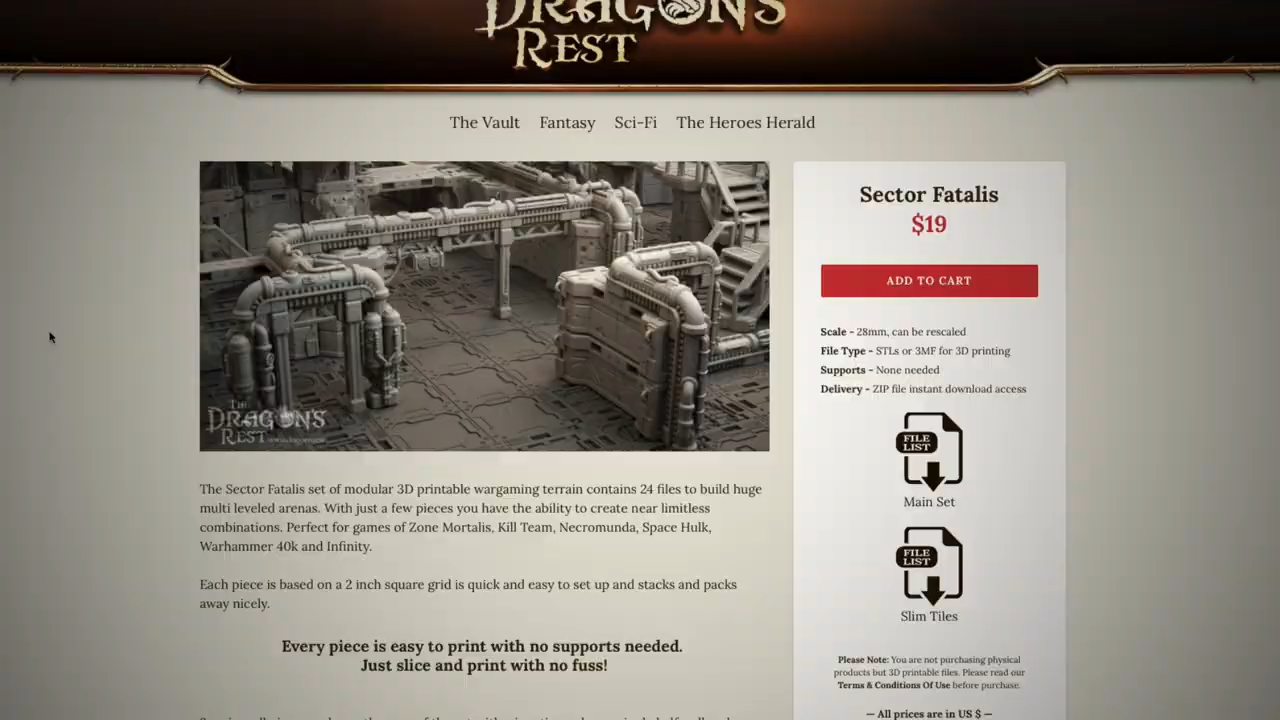 DRAGON'S
REST
The Vault Fantasy Sci-Fi The Heroes Herald
THE
DRAGON'S
REST
The Sector Fatalis set of modular 3D printable wargaming terrain contains 24 files to build huge
multi leveled arenas. With just a few pieces you have the ability to create near limitless
combinations. Perfect for games of Zone Mortalis, Kill Team, Necromunda, Space Hulk,
Warhammer 40k and Infinity.
Each piece is based on a 2 inch square grid is quick and easy to set up and stacks and packs
away nicely.
Every piece is easy to print with no supports needed.
Just slice and print with no fuss!
Sector Fatalis
$19
ADD TO CART
Scale - 28mm, can be rescaled
File Type - STLs or 3MF for 3D printing
Supports - None needed
Delivery - ZIP file instant download access
FILE
LIST
Main Set
FILE
LIST
Slim Tiles
Please Note: You are not purchasing physical
products but 3D printable files. Please read our
Terms & Conditions Of Use before purchase.
— All prices are in US $ —